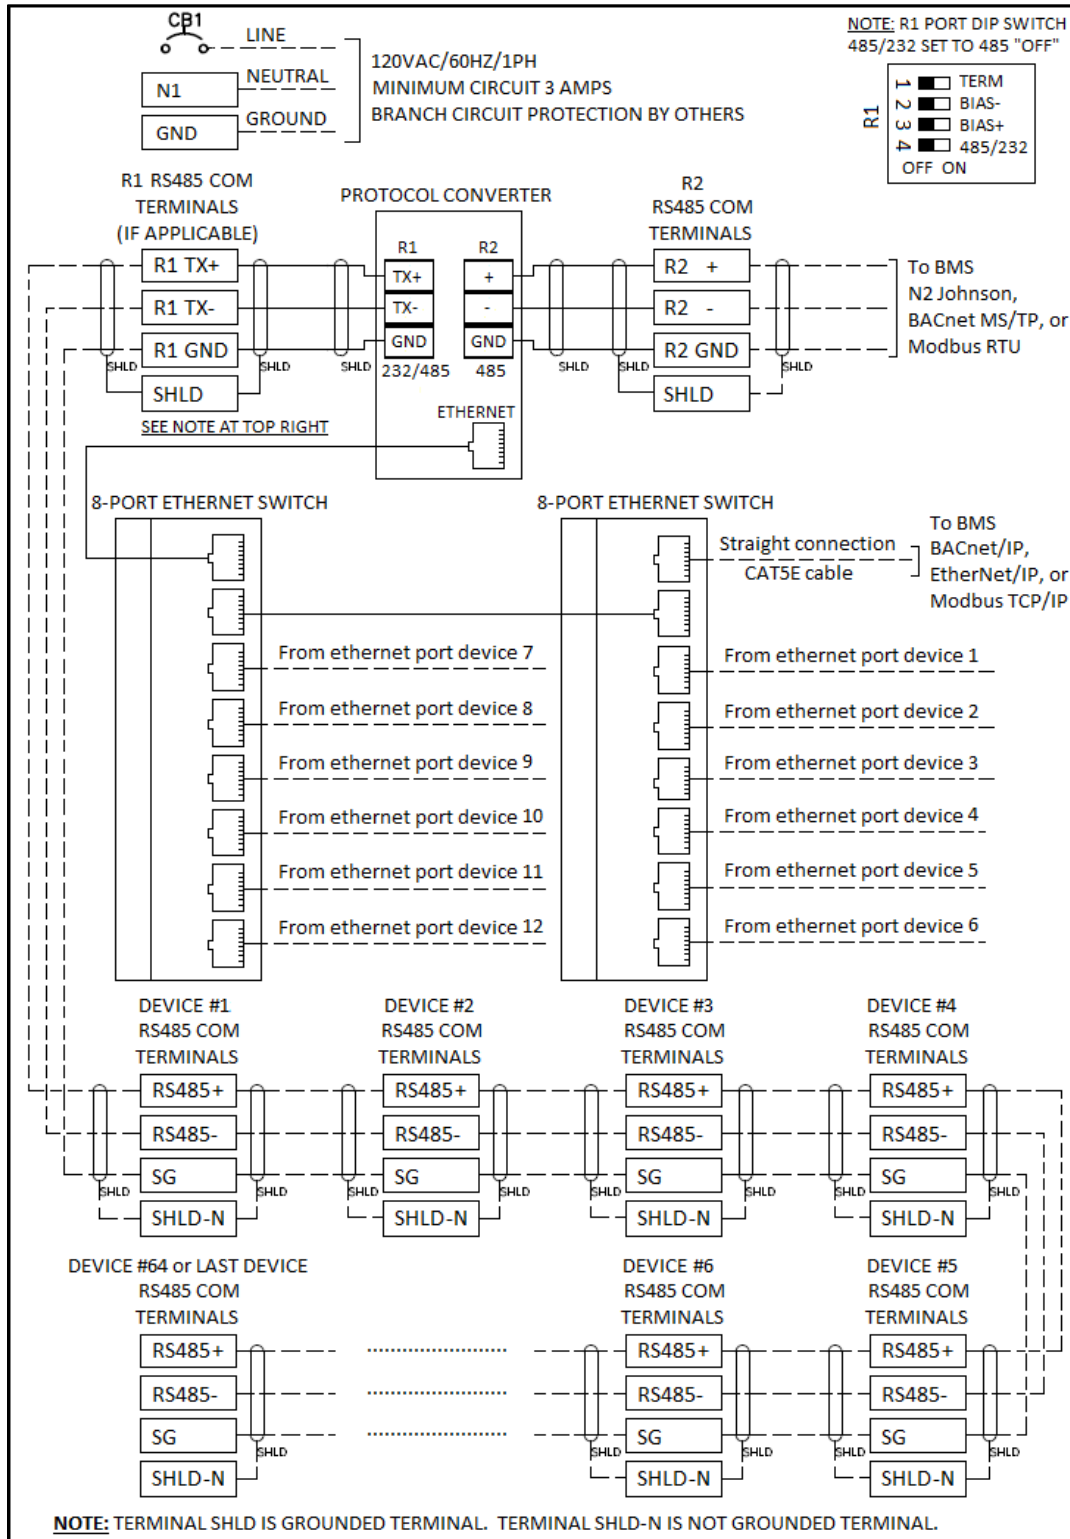 CB1
LINE
N1
NEUTRAL
GND
GROUND
120VAC/60HZ/1PH
MINIMUM CIRCUIT 3 AMPS
BRANCH CIRCUIT PROTECTION BY OTHERS
NOTE: R1 PORT DIP SWITCH
485/232 SET TO 485 "OFF"
R1
1 TERM
2 BIAS-
3 BIAS+
4 485/232
OFF ON
R1 RS485 COM
TERMINALS
(IF APPLICABLE)
R1 TX+
R1 TX-
R1 GND
SHLD
SHLD
SHLD
SHLD
SEE NOTE AT TOP RIGHT
PROTOCOL CONVERTER
R1 R2
TX+ +
TX- -
GND GND
232/485 485
ETHERNET
R2
RS485 COM
TERMINALS
R2 +
R2 -
R2 GND
SHLD
SHLD
SHLD
SHLD
To BMS
N2 Johnson,
BACnet MS/TP, or
Modbus RTU
8-PORT ETHERNET SWITCH
From ethernet port device 7
From ethernet port device 8
From ethernet port device 9
From ethernet port device 10
From ethernet port device 11
From ethernet port device 12
8-PORT ETHERNET SWITCH
Straight connection
CAT5E cable
To BMS
BACnet/IP,
EtherNet/IP, or
Modbus TCP/IP
From ethernet port device 1
From ethernet port device 2
From ethernet port device 3
From ethernet port device 4
From ethernet port device 5
From ethernet port device 6
DEVICE #1
RS485 COM
TERMINALS
RS485+
RS485-
SG
SHLD-N
SHLD
SHLD
DEVICE #2
RS485 COM
TERMINALS
RS485+
RS485-
SG
SHLD-N
SHLD
SHLD
DEVICE #3
RS485 COM
TERMINALS
RS485+
RS485-
SG
SHLD-N
SHLD
SHLD
DEVICE #4
RS485 COM
TERMINALS
RS485+
RS485-
SG
SHLD-N
SHLD
SHLD
DEVICE #64 or LAST DEVICE
RS485 COM
TERMINALS
RS485+
RS485-
SG
SHLD-N
SHLD
DEVICE #6
RS485 COM
TERMINALS
RS485+
RS485-
SG
SHLD-N
SHLD
SHLD
DEVICE #5
RS485 COM
TERMINALS
RS485+
RS485-
SG
SHLD-N
SHLD
SHLD
NOTE: TERMINAL SHLD IS GROUNDED TERMINAL. TERMINAL SHLD-N IS NOT GROUNDED TERMINAL.